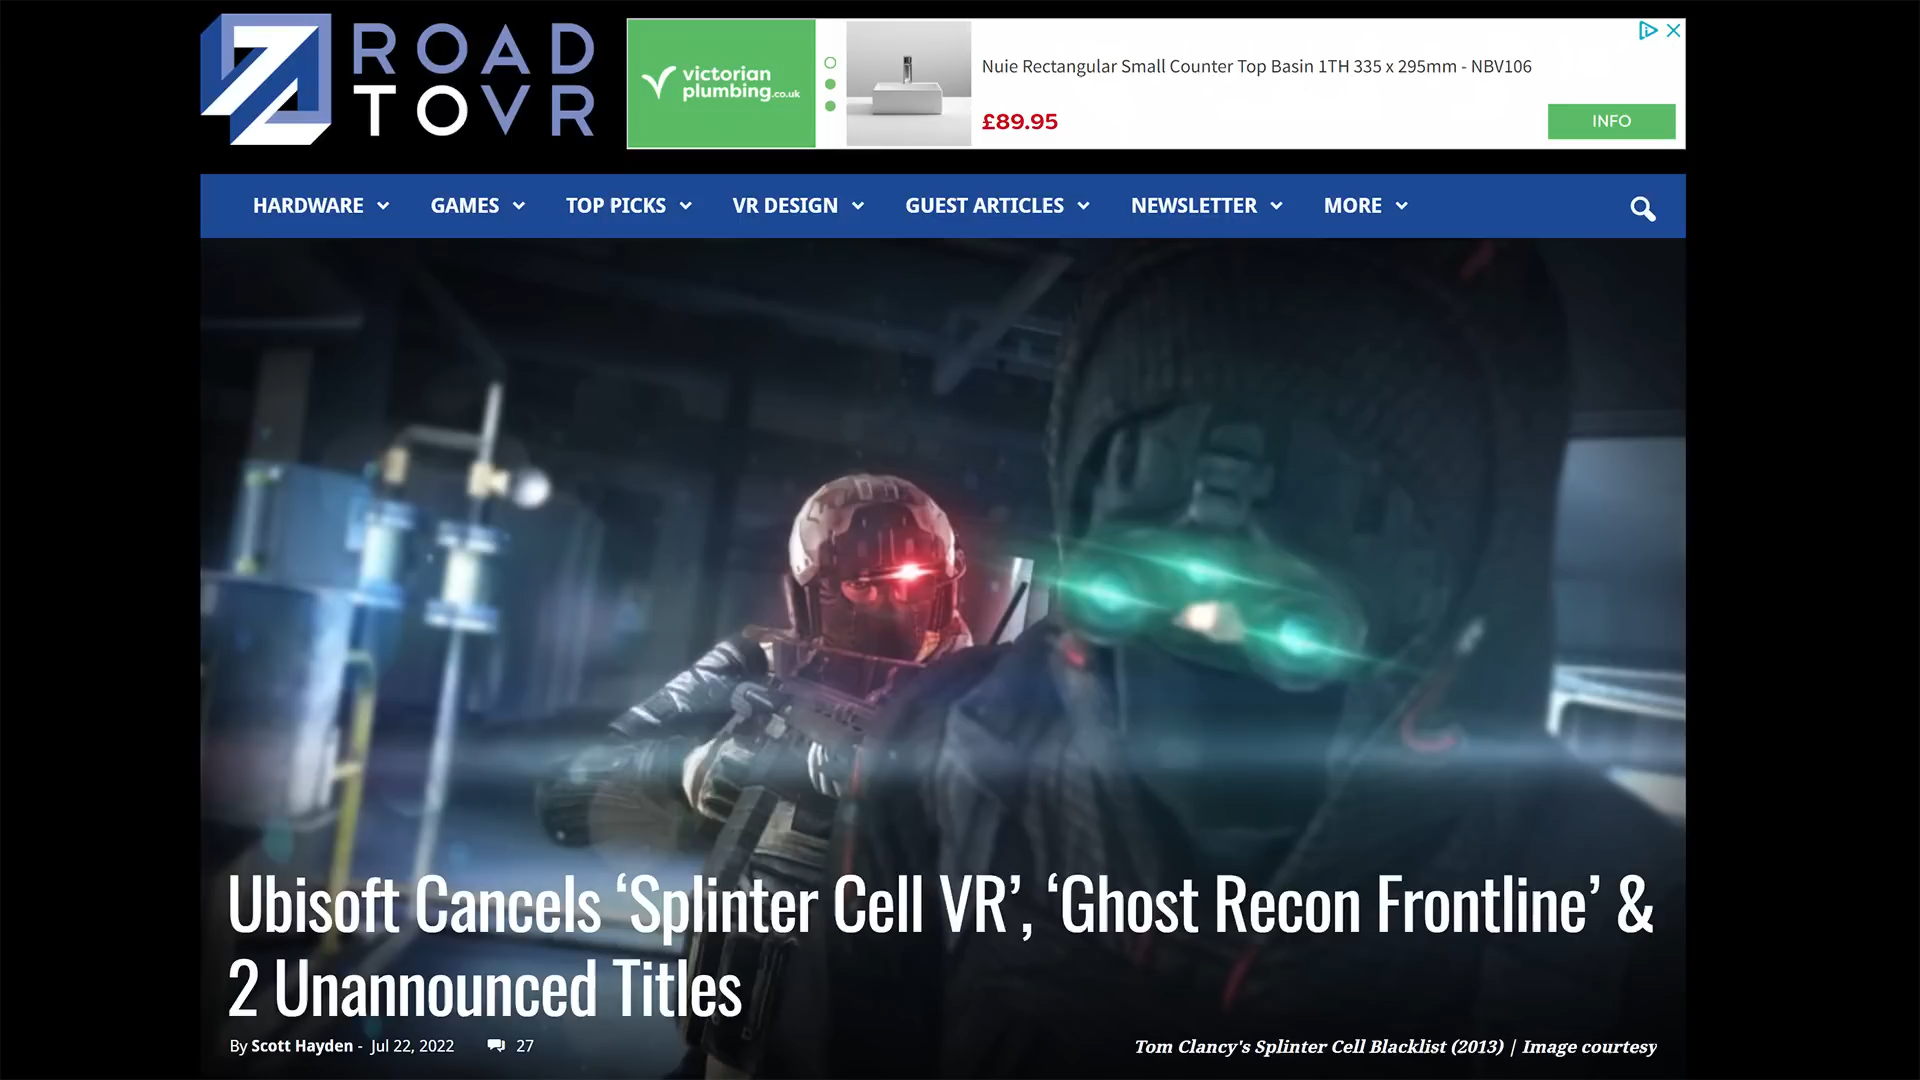 ROAD
TOVR
victorian
plumbing.co.uk
Nuie Rectangular Small Counter Top Basin 1TH 335 x 295mm - NBV106
£89.95
INFO
HARDWARE GAMES TOP PICKS VR DESIGN GUEST ARTICLES NEWSLETTER MORE
Ubisoft Cancels ‘Splinter Cell VR’, ‘Ghost Recon Frontline’ &
2 Unannounced Titles
By Scott Hayden - Jul 22, 2022 27
Tom Clancy's Splinter Cell Blacklist (2013) | Image courtesy